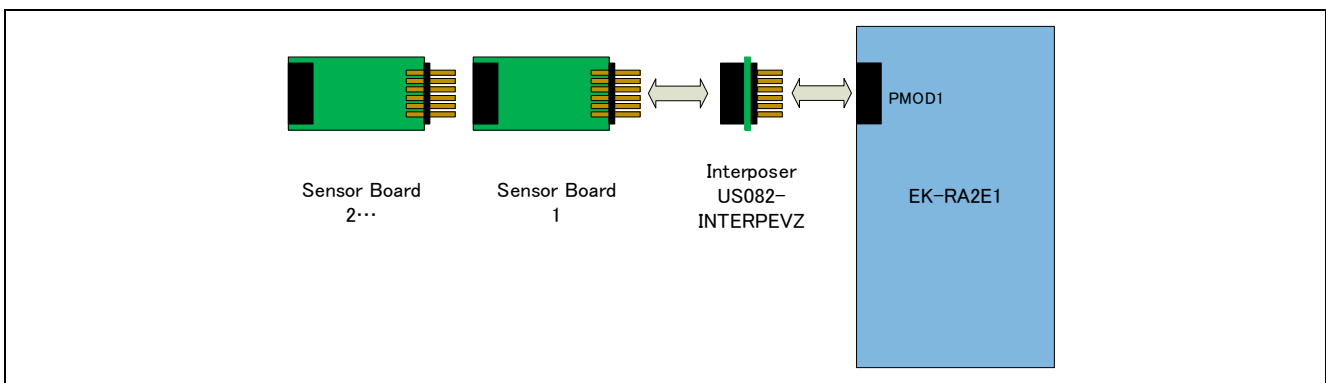 Sensor Board
2⋯
Sensor Board
1
Interposer
US082-
INTERPEVZ
PMOD1
EK-RA2E1